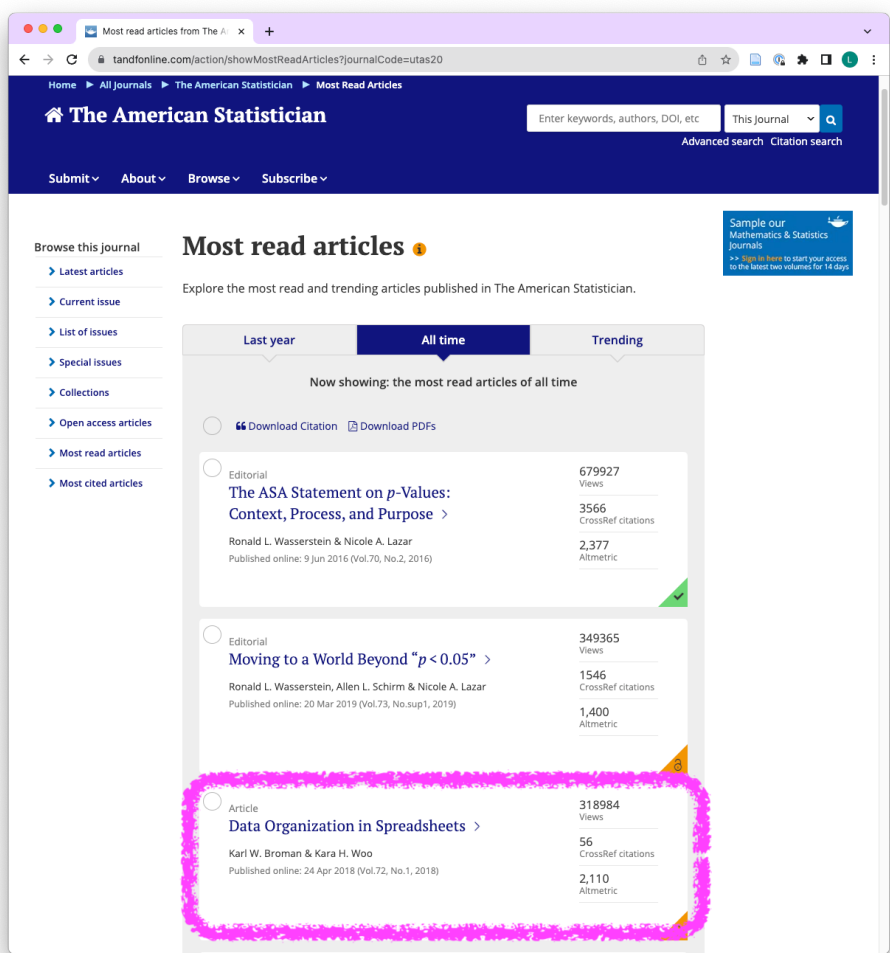 Most read articles from The A
tandfonline.com/action/showMostReadArticles?journalCode=utas20
L
Home ▶ All Journals ▶ The American Statistician ▶ Most Read Articles
The American Statistician
Enter keywords, authors, DOI, etc
This Journal
Advanced search Citation search
Submit About Browse Subscribe
Sample our
Mathematics & Statistics
Journals
>> Sign in here to start your access
to the latest two volumes for 14 days
Browse this journal
Latest articles
Current issue
List of issues
Special issues
Collections
Open access articles
Most read articles
Most cited articles
Most read articles
Explore the most read and trending articles published in The American Statistician.
Last year All time Trending
Now showing: the most read articles of all time
Download Citation Download PDFs
Editorial
The ASA Statement on p-Values:
Context, Process, and Purpose
Ronald L. Wasserstein & Nicole A. Lazar
Published online: 9 Jun 2016 (Vol.70, No.2, 2016)
679927
Views
3566
CrossRef citations
2,377
Altmetric
Editorial
Moving to a World Beyond “p < 0.05”
Ronald L. Wasserstein, Allen L. Schirm & Nicole A. Lazar
Published online: 20 Mar 2019 (Vol.73, No.sup1, 2019)
349365
Views
1546
CrossRef citations
1,400
Altmetric
Article
Data Organization in Spreadsheets
Karl W. Broman & Kara H. Woo
Published online: 24 Apr 2018 (Vol.72, No.1, 2018)
318984
Views
56
CrossRef citations
2,110
Altmetric